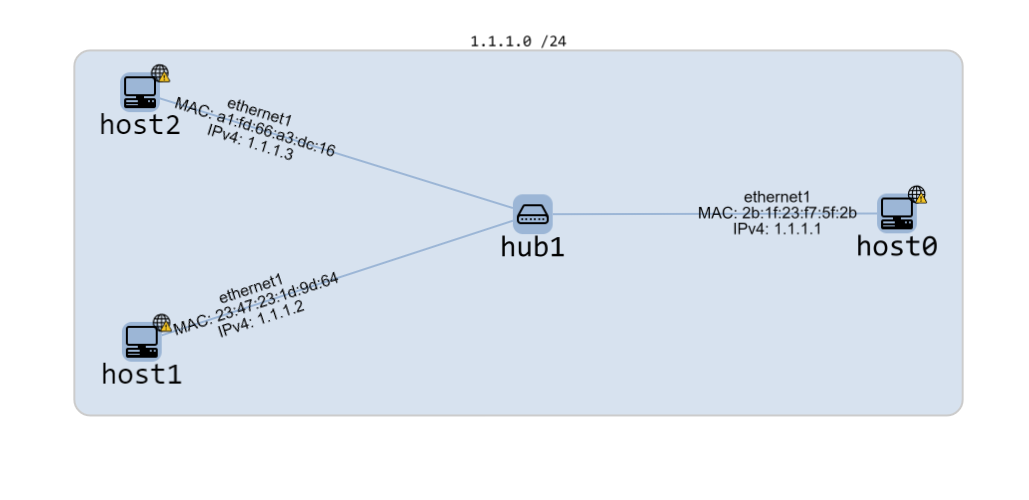 1.1.1.0 /24
ethernet1
MAC: a1:fd:66:a3:dc:16
IPv4: 1.1.1.3
host2
ethernet1
MAC: 2b:1f:23:f7:5f:2b
IPv4: 1.1.1.1
hub1
host0
ethernet1
MAC: 23:47:23:1d:9d:64
IPv4: 1.1.1.2
host1